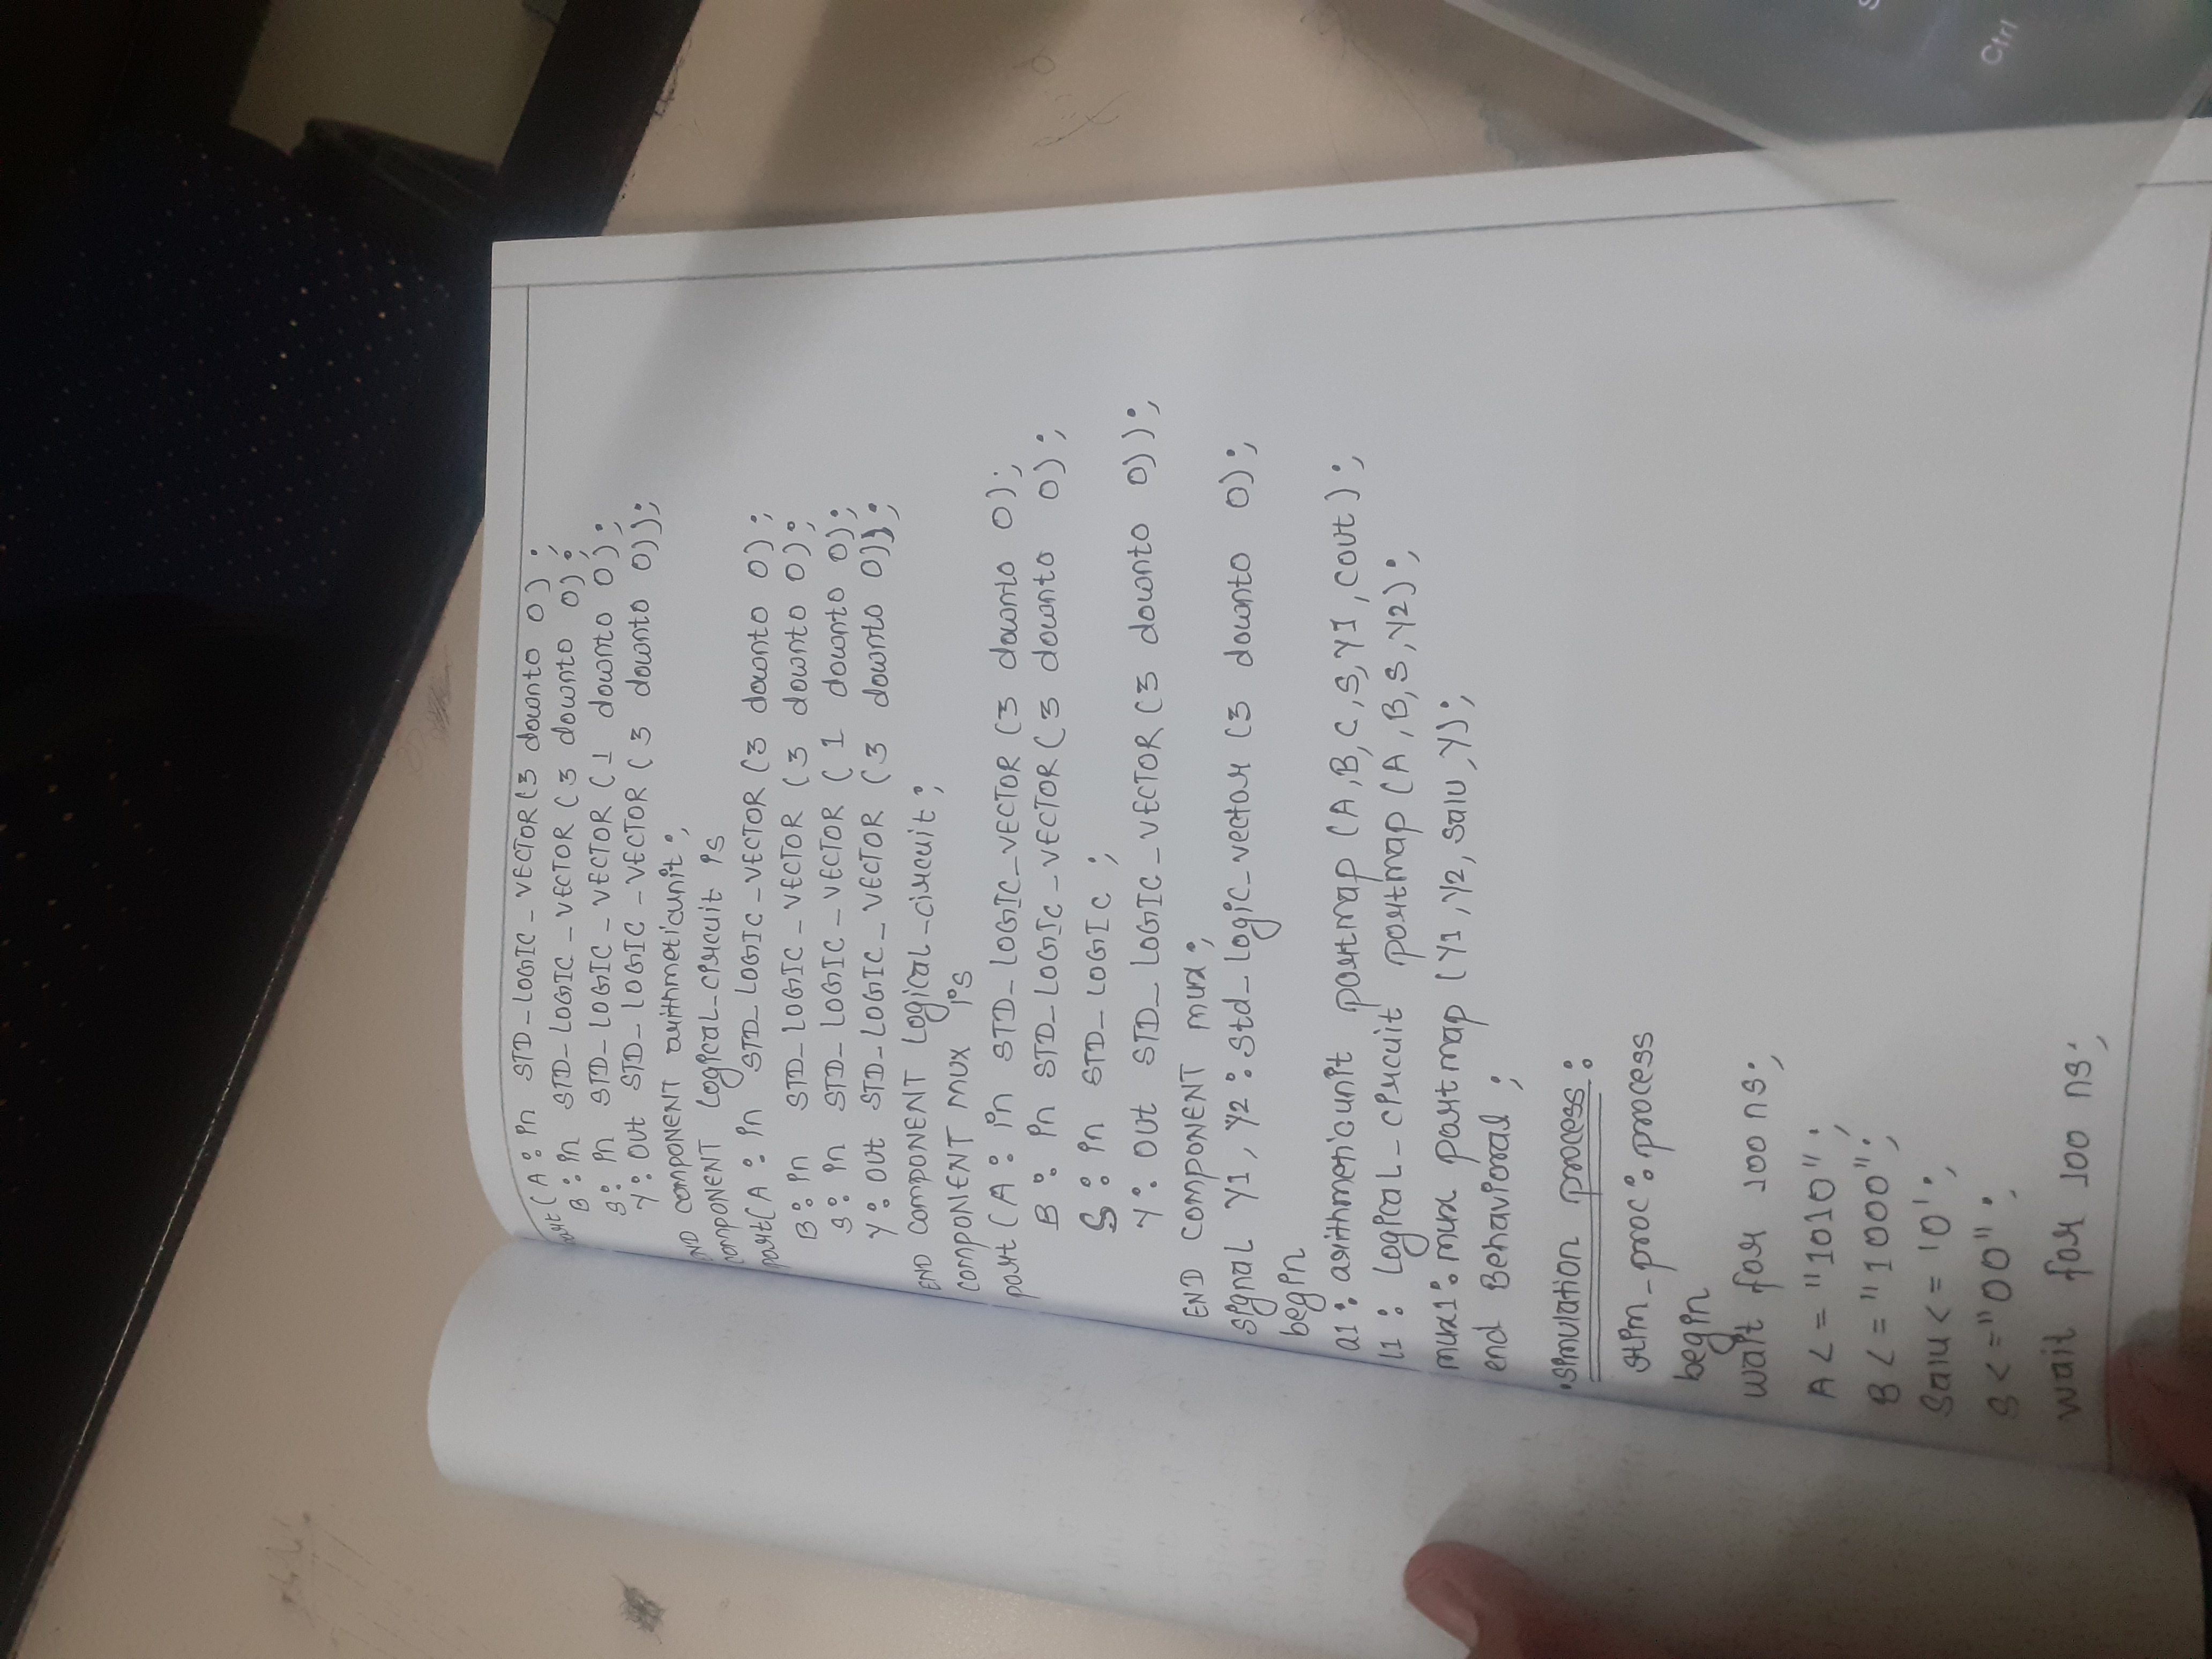 port (A : in STD_LOGIC_VECTOR (3 downto 0) ;
B : in STD_LOGIC_VECTOR (3 downto 0) ;
S : in STD_LOGIC_VECTOR (1 downto 0) ;
Y : out STD_LOGIC_VECTOR (3 downto 0)) ;
END COMPONENT arithmeticunit ;
COMPONENT Logical_circuit is
port (A : in STD_LOGIC_VECTOR (3 downto 0) ;
B : in STD_LOGIC_VECTOR (3 downto 0) ;
S : in STD_LOGIC_VECTOR (1 downto 0) ;
Y : out STD_LOGIC_VECTOR (3 downto 0)) ;
END COMPONENT Logical_circuit ;
COMPONENT MUX is
port (A : in STD_LOGIC_VECTOR (3 downto 0) ;
B : in STD_LOGIC_VECTOR (3 downto 0) ;
S : in STD_LOGIC ;
Y : out STD_LOGIC_VECTOR (3 downto 0)) ;
END COMPONENT mux ;
signal Y1, Y2 : std_logic_vector (3 downto 0) ;
begin
a1 : arithmeticunit portmap (A, B, C, S, Y1, cout) ;
l1 : Logical_circuit portmap (A, B, S, Y2) ;
mux1 : mux portmap (Y1, Y2, salu, Y) ;
end Behavioral ;
• Simulation process :
stim_proc : process
begin
wait for 100 ns ;
A <= "1010" ;
B <= "1000" ;
Salu <= '0' ;
S <= "00" ;
wait for 100 ns ;
Ctrl